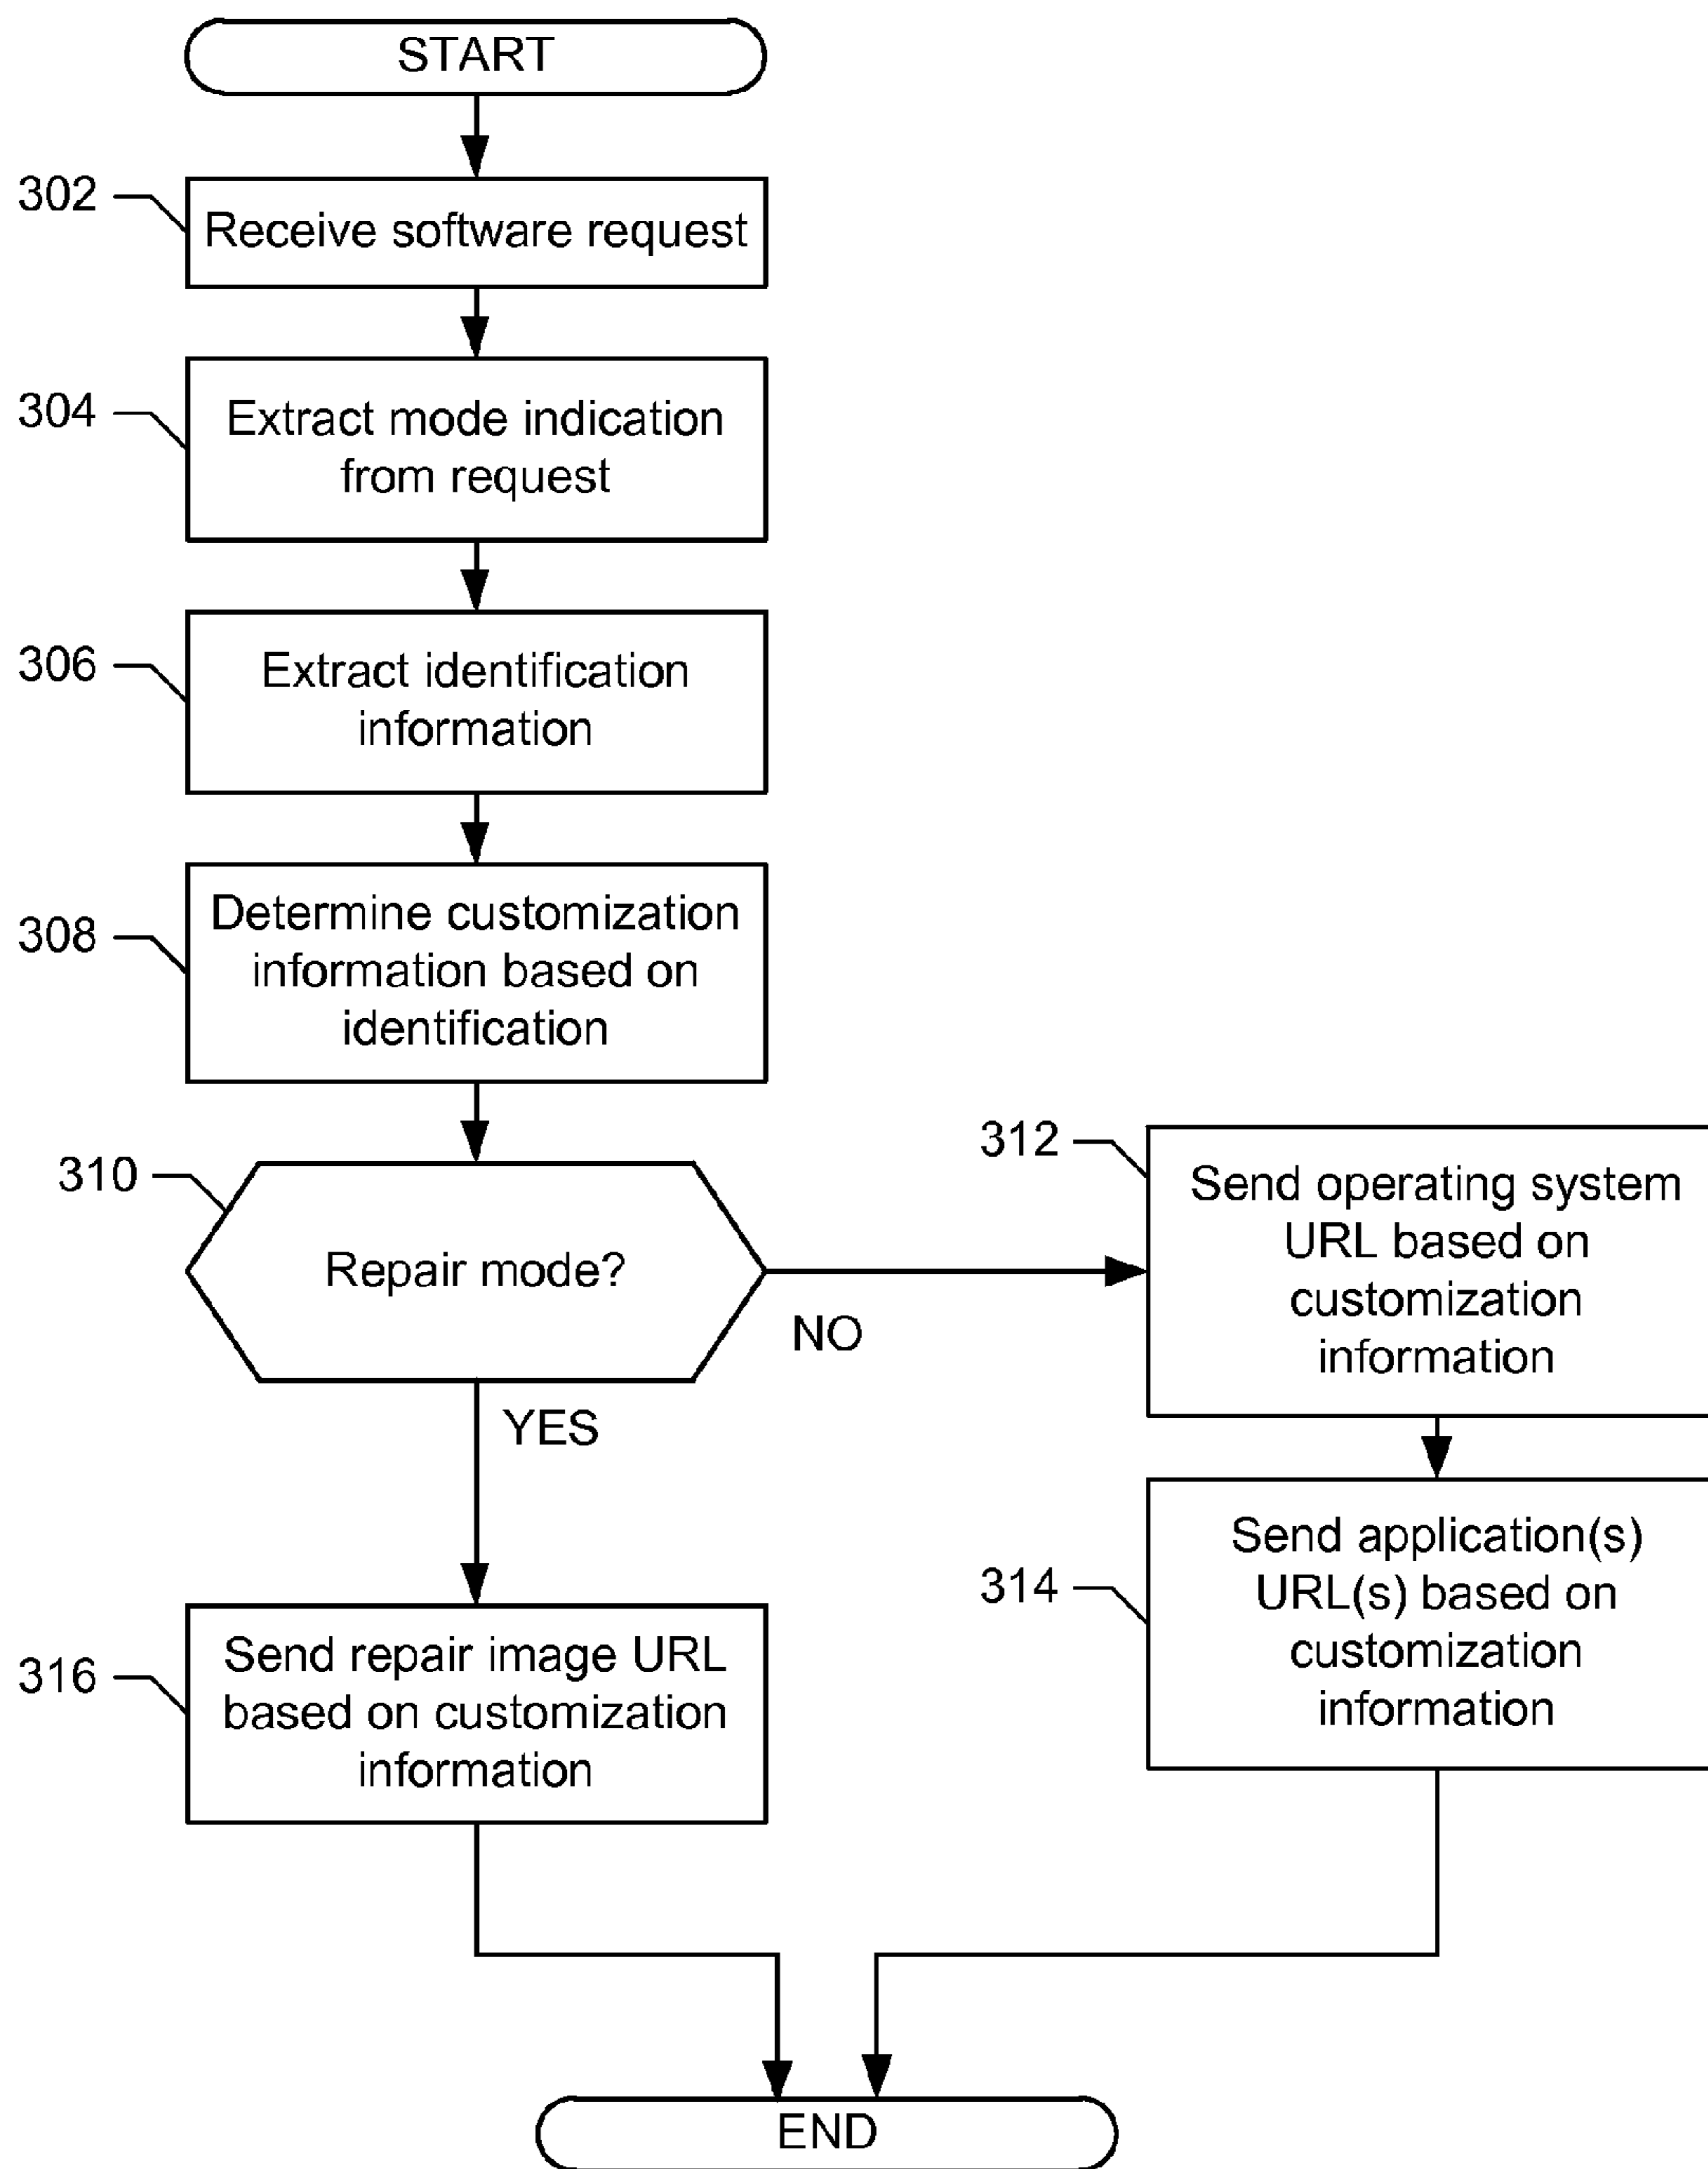 START
302
Receive software request
304
Extract mode indication
from request
306
Extract identification
information
308
Determine customization
information based on
identification
310
Repair mode?
NO
YES
312
Send operating system
URL based on
customization
information
314
Send application(s)
URL(s) based on
customization
information
316
Send repair image URL
based on customization
information
END